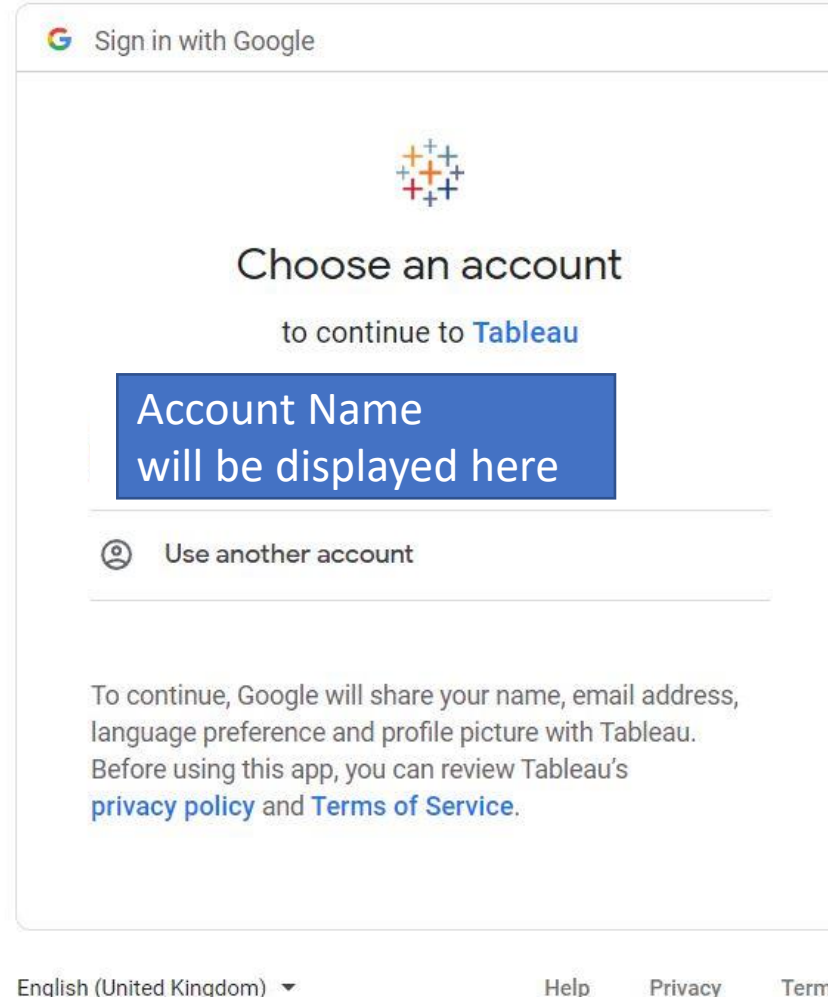 Sign in with Google
Choose an account
to continue to Tableau
Account Name
will be displayed here
Use another account
To continue, Google will share your name, email address,
language preference and profile picture with Tableau.
Before using this app, you can review Tableau's
privacy policy and Terms of Service.
English (United Kingdom) Help Privacy Term